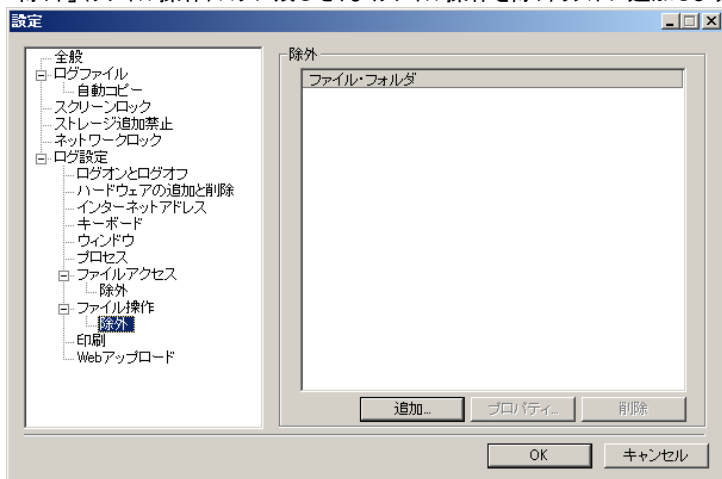 設定
全般
ログファイル
自動コピー
スクリーンロック
ストレージ追加禁止
ネットワークロック
ログ設定
ログオンとログオフ
ハードウェアの追加と削除
インターネットアドレス
キーボード
ウィンドウ
プロセス
ファイルアクセス
除外
ファイル操作
除外
印刷
Webアップロード
除外
ファイル・フォルダ
追加...
プロパティ...
削除
OK
キャンセル